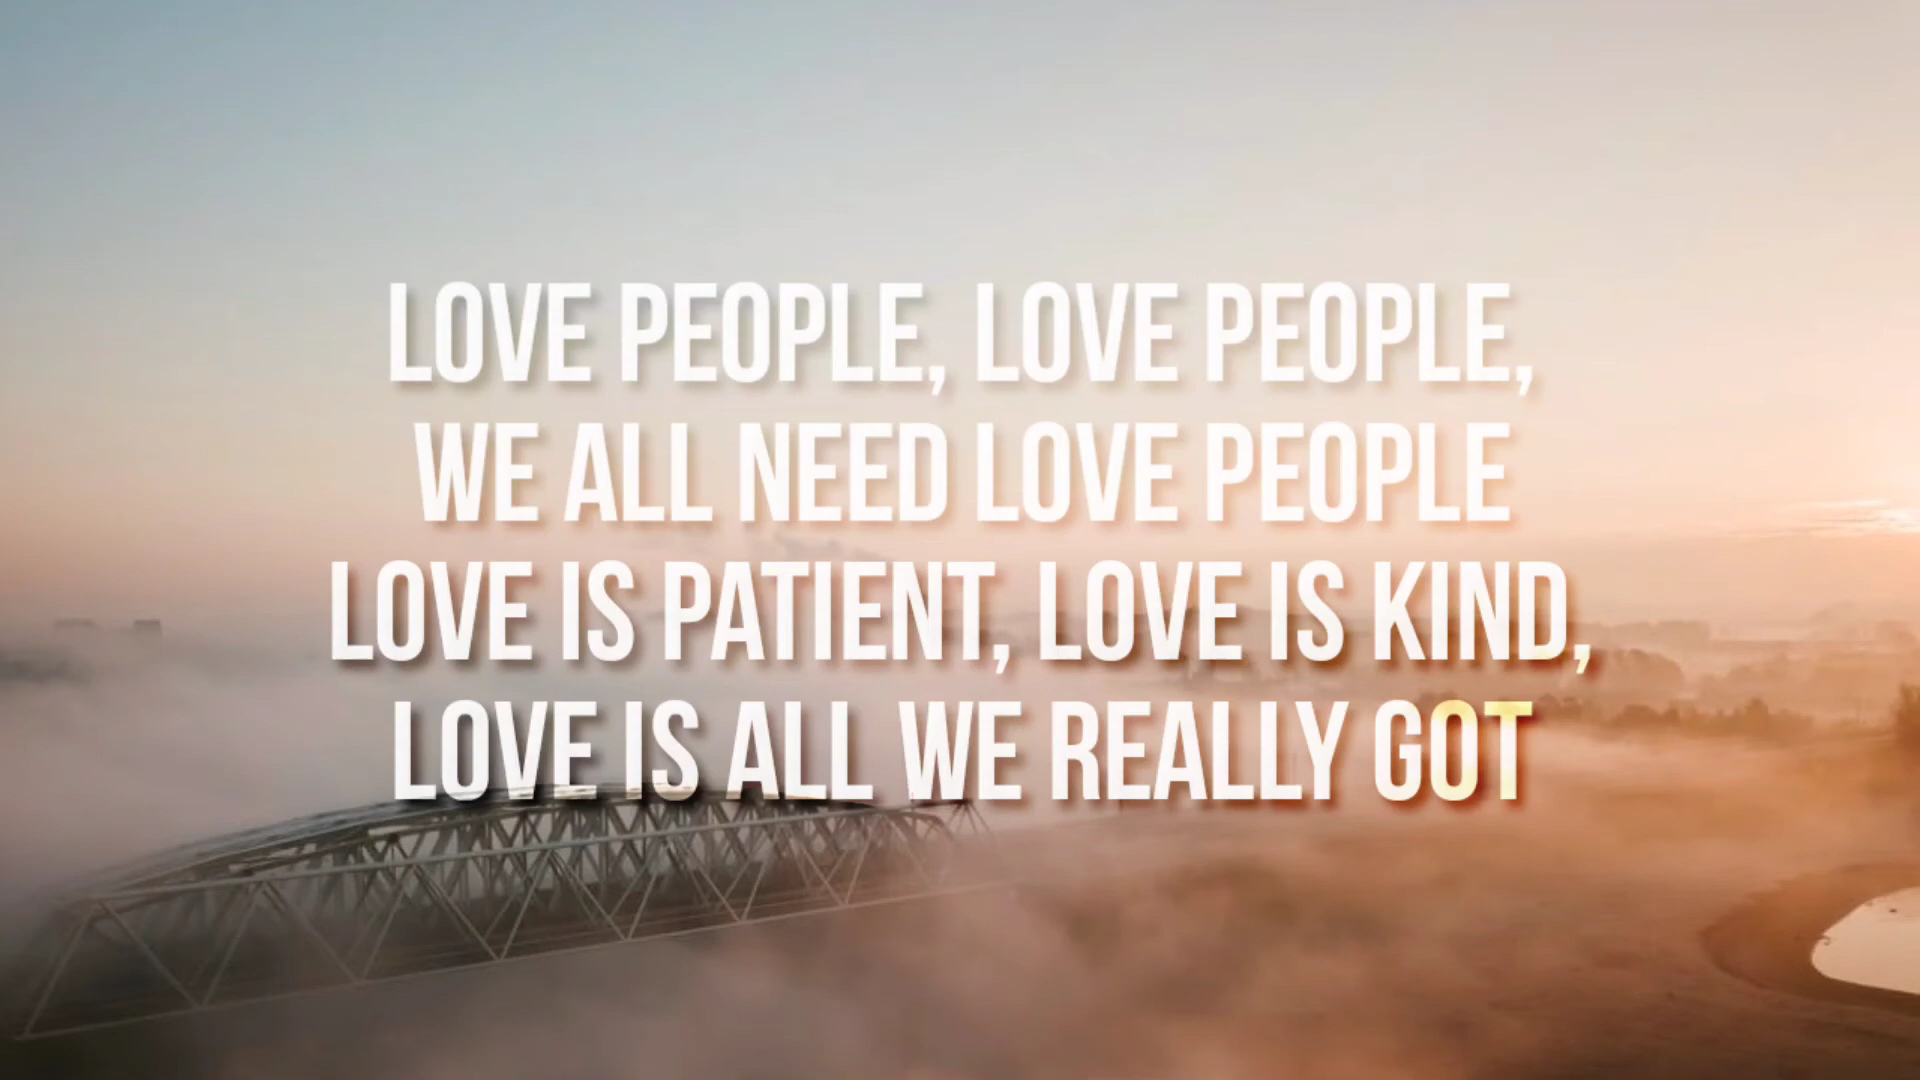 LOVE PEOPLE, LOVE PEOPLE,
WE ALL NEED LOVE PEOPLE
LOVE IS PATIENT, LOVE IS KIND,
LOVE IS ALL WE REALLY GOT